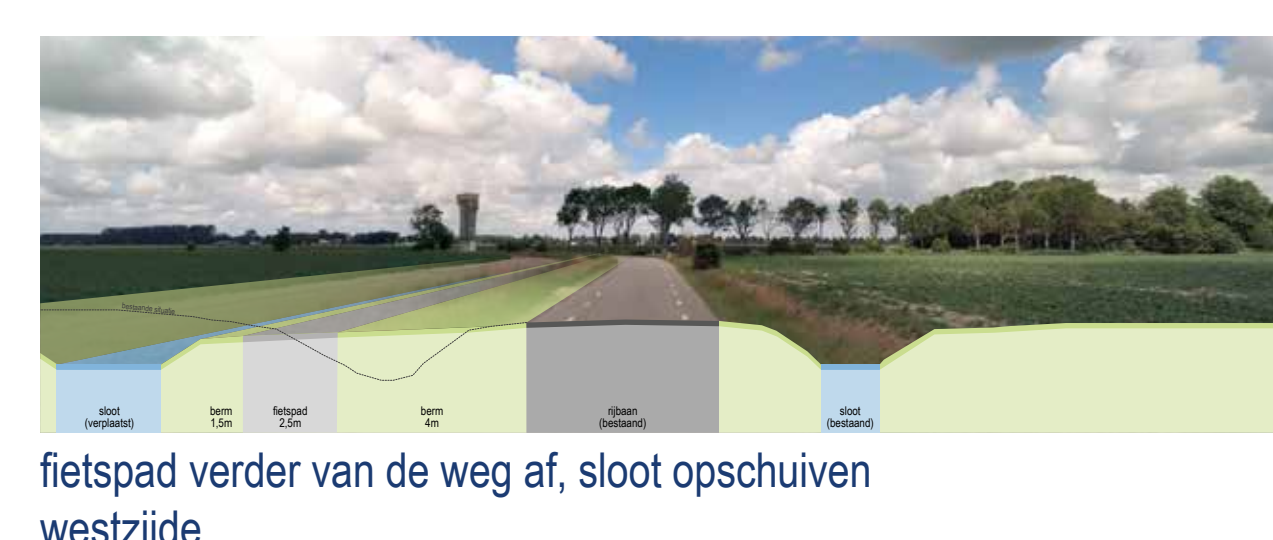 bestaande situatie
sloot
(verplaatst)
berm
1,5m
fietspad
2,5m
berm
4m
rijbaan
(bestaand)
sloot
(bestaand)
fietspad verder van de weg af, sloot opschuiven
westzijde